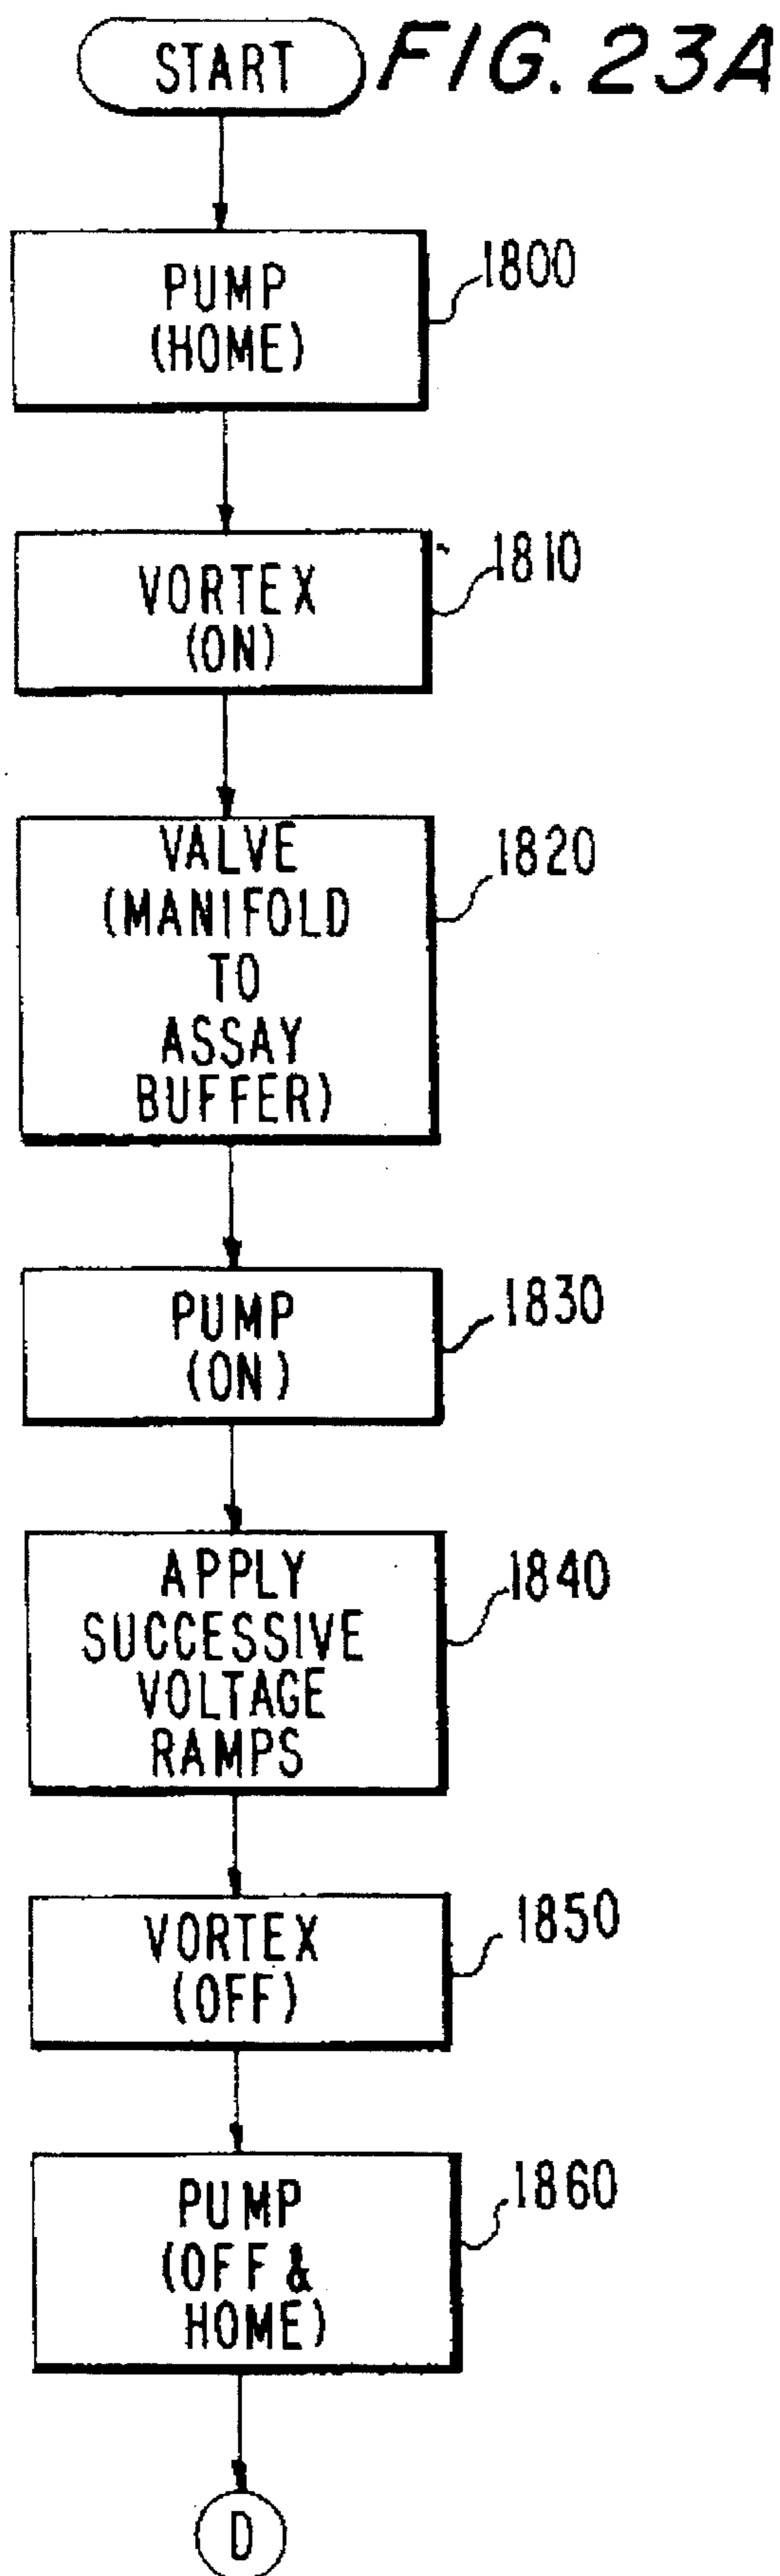 START
FIG. 23A
PUMP
(HOME)
1800
VORTEX
(ON)
1810
VALVE
(MANIFOLD
TO
ASSAY
BUFFER)
1820
PUMP
(ON)
1830
APPLY
SUCCESSIVE
VOLTAGE
RAMPS
1840
VORTEX
(OFF)
1850
PUMP
(OFF &
HOME)
1860
D